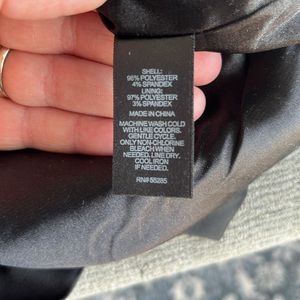 SHELL:
96% POLYESTER
4% SPANDEX
LINING:
97% POLYESTER
3% SPANDEX
MADE IN CHINA
MACHINE WASH COLD
WITH LIKE COLORS.
GENTLE CYCLE.
ONLY NON-CHLORINE
BLEACH WHEN
NEEDED. LINE DRY.
COOL IRON
IF NEEDED.
RN# 55285